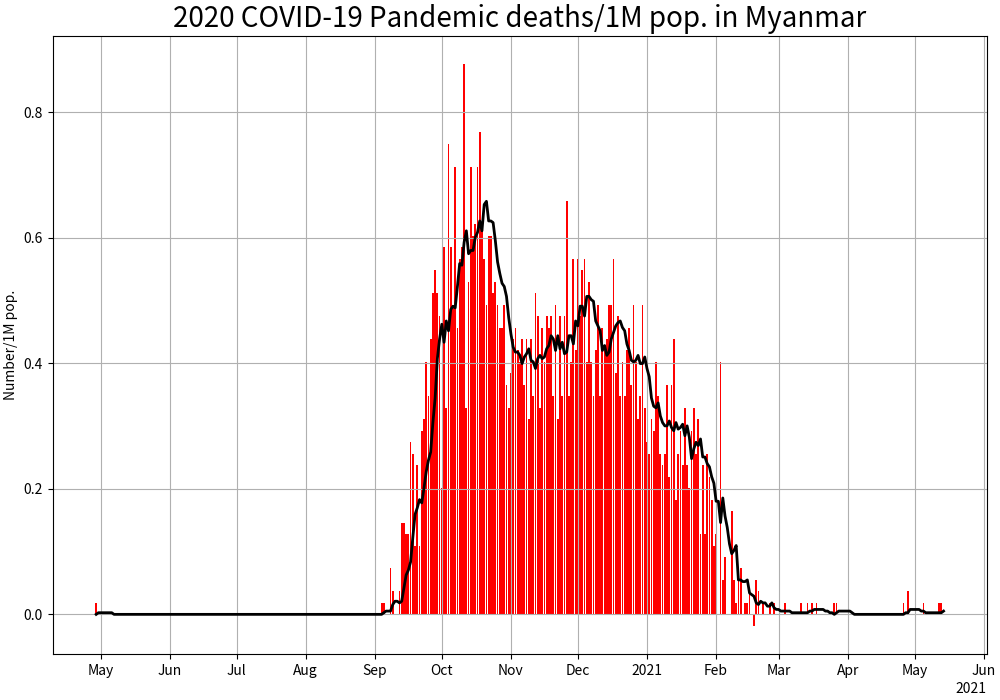 2020 COVID-19 Pandemic deaths/1M pop. in Myanmar
Number/1M pop.
0.8
0.6
0.4
0.2
0.0
May Jun Jul Aug Sep Oct Nov Dec 2021 Feb Mar Apr May Jun
2021